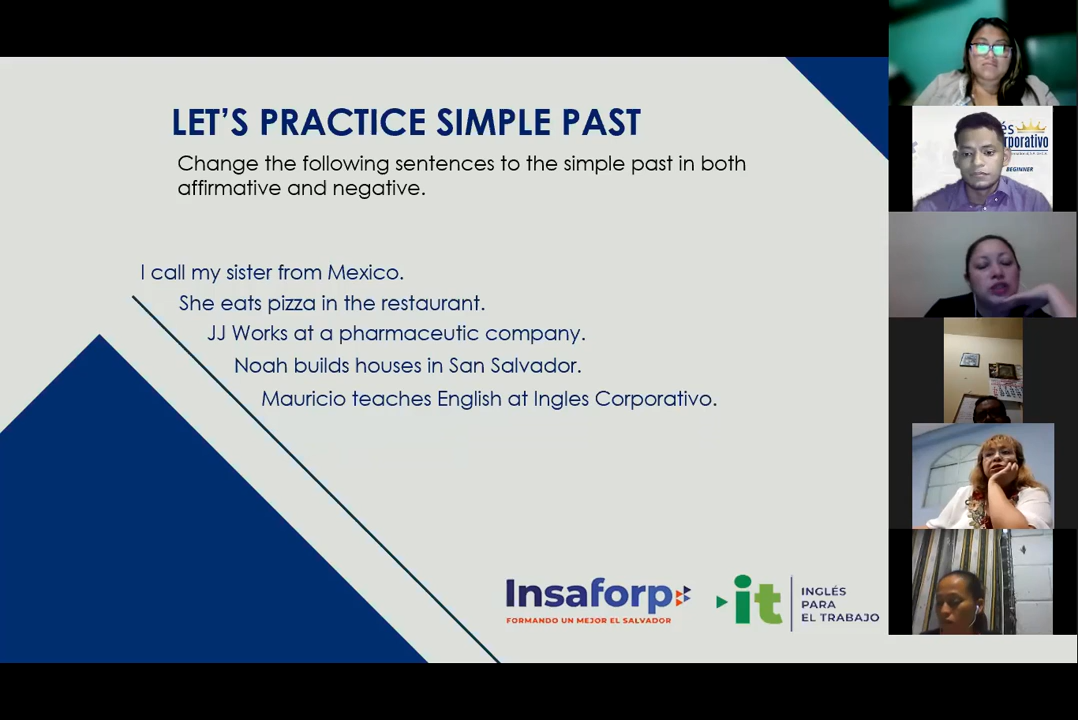 LET'S PRACTICE SIMPLE PAST
Change the following sentences to the simple past in both
affirmative and negative.
I call my sister from Mexico.
She eats pizza in the restaurant.
JJ Works at a pharmaceutic company.
Noah builds houses in San Salvador.
Mauricio teaches English at Ingles Corporativo.
Insaforp
FORMANDO UN MEJOR EL SALVADOR
it
INGLÉS
PARA
EL TRABAJO
BEGINNER